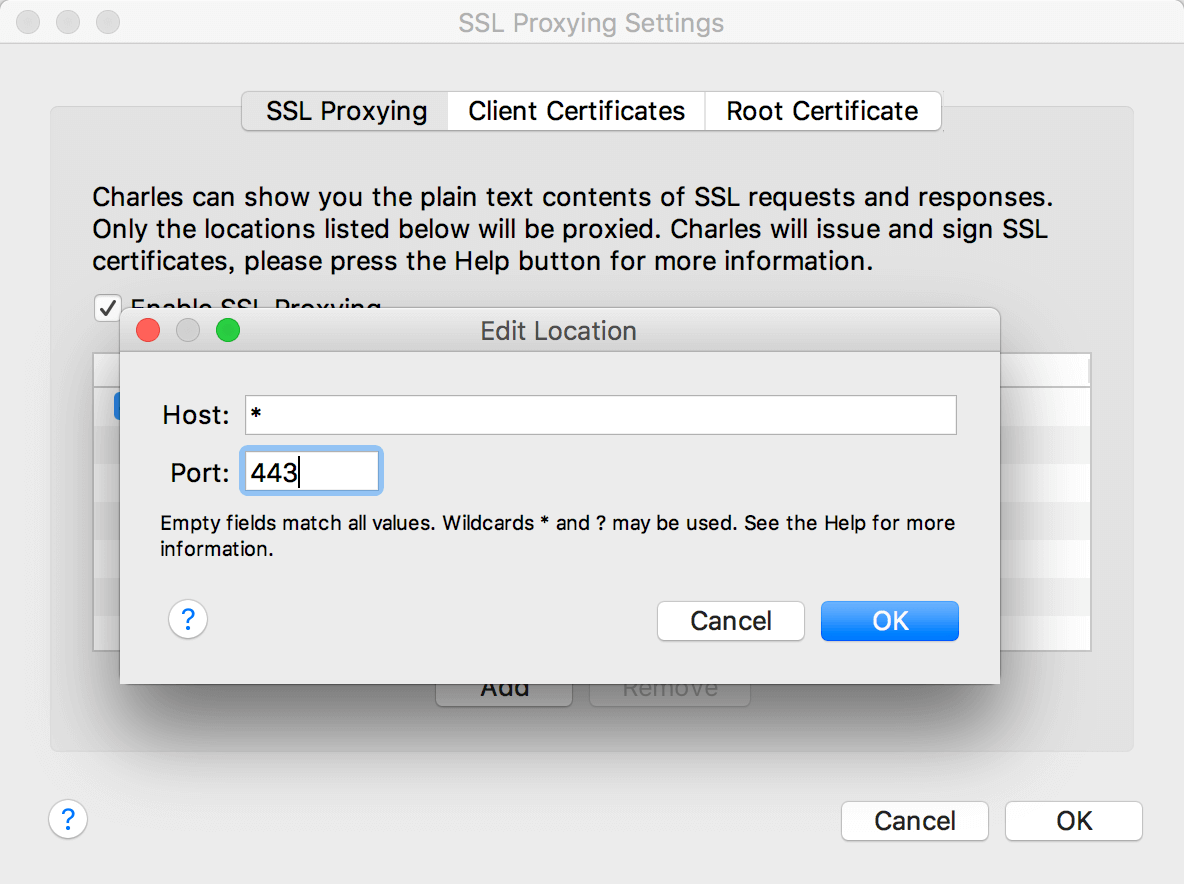 SSL Proxying Settings
SSL Proxying Client Certificates Root Certificate
Charles can show you the plain text contents of SSL requests and responses.
Only the locations listed below will be proxied. Charles will issue and sign SSL
certificates, please press the Help button for more information.
Enable SSL Proxying
Edit Location
Host: *
Port: 443
Empty fields match all values. Wildcards * and ? may be used. See the Help for more
information.
? Cancel OK
Add Remove
? Cancel OK